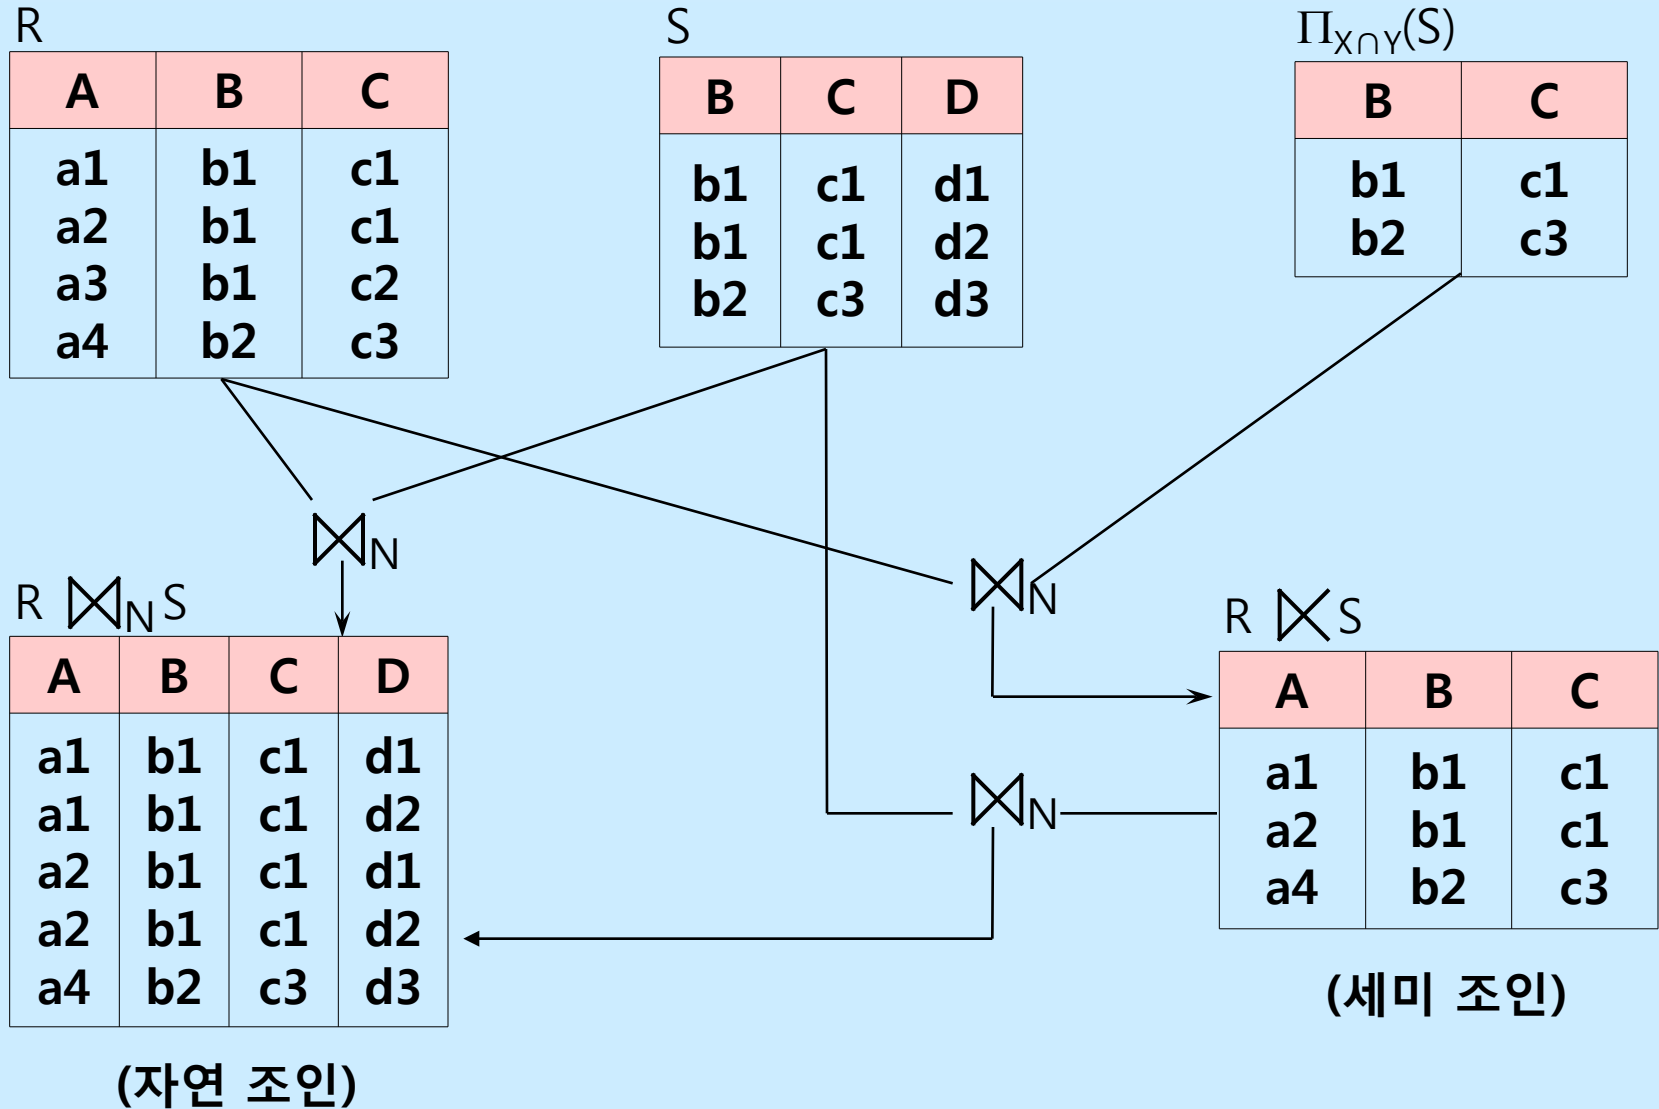 R
A B C
a1 b1 c1
a2 b1 c1
a3 b1 c2
a4 b2 c3
S
B C D
b1 c1 d1
b1 c1 d2
b2 c3 d3
Π_X∩Y(S)
B C
b1 c1
b2 c3
⋈N
⋈N
R ⋈N S
A B C D
a1 b1 c1 d1
a1 b1 c1 d2
a2 b1 c1 d1
a2 b1 c1 d2
a4 b2 c3 d3
(자연 조인)
⋈N
R ⋉ S
A B C
a1 b1 c1
a2 b1 c1
a4 b2 c3
(세미 조인)